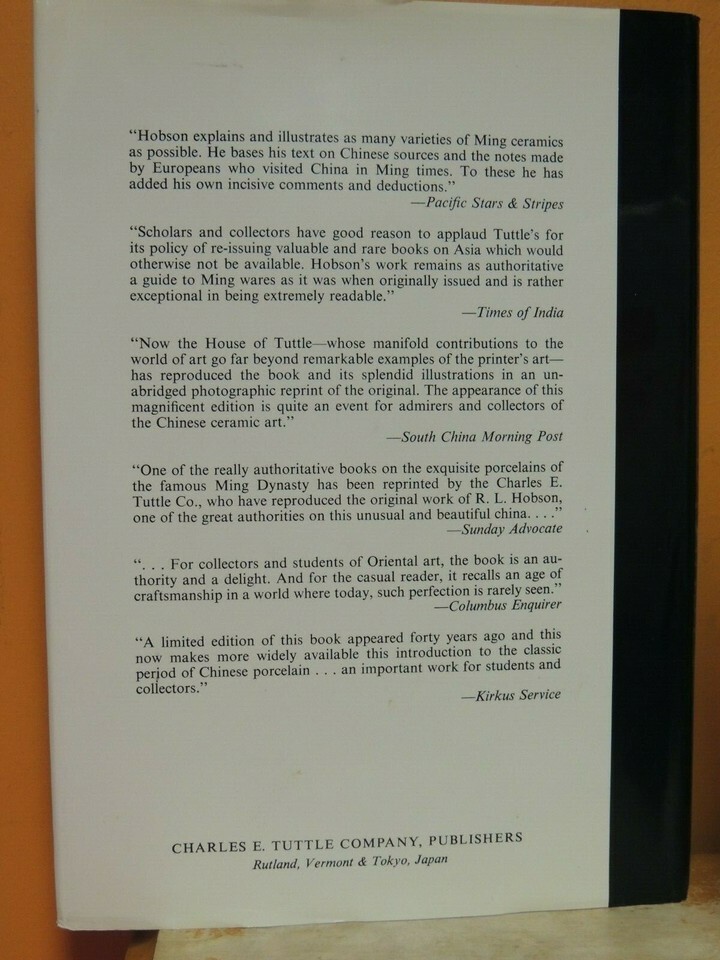 “Hobson explains and illustrates as many varieties of Ming ceramics
as possible. He bases his text on Chinese sources and the notes made
by Europeans who visited China in Ming times. To these he has
added his own incisive comments and deductions.”
—Pacific Stars & Stripes
“Scholars and collectors have good reason to applaud Tuttle’s for
its policy of re-issuing valuable and rare books on Asia which would
otherwise not be available. Hobson’s work remains as authoritative
a guide to Ming wares as it was when originally issued and is rather
exceptional in being extremely readable.”
—Times of India
“Now the House of Tuttle—whose manifold contributions to the
world of art go far beyond remarkable examples of the printer’s art—
has reproduced the book and its splendid illustrations in an un-
abridged photographic reprint of the original. The appearance of this
magnificent edition is quite an event for admirers and collectors of
the Chinese ceramic art.”
—South China Morning Post
“One of the really authoritative books on the exquisite porcelains of
the famous Ming Dynasty has been reprinted by the Charles E.
Tuttle Co., who have reproduced the original work of R. L. Hobson,
one of the great authorities on this unusual and beautiful china. . . .”
—Sunday Advocate
“. . . For collectors and students of Oriental art, the book is an au-
thority and a delight. And for the casual reader, it recalls an age of
craftsmanship in a world where today, such perfection is rarely seen.”
—Columbus Enquirer
“A limited edition of this book appeared forty years ago and this
now makes more widely available this introduction to the classic
period of Chinese porcelain . . . an important work for students and
collectors.”
—Kirkus Service
CHARLES E. TUTTLE COMPANY, PUBLISHERS
Rutland, Vermont & Tokyo, Japan